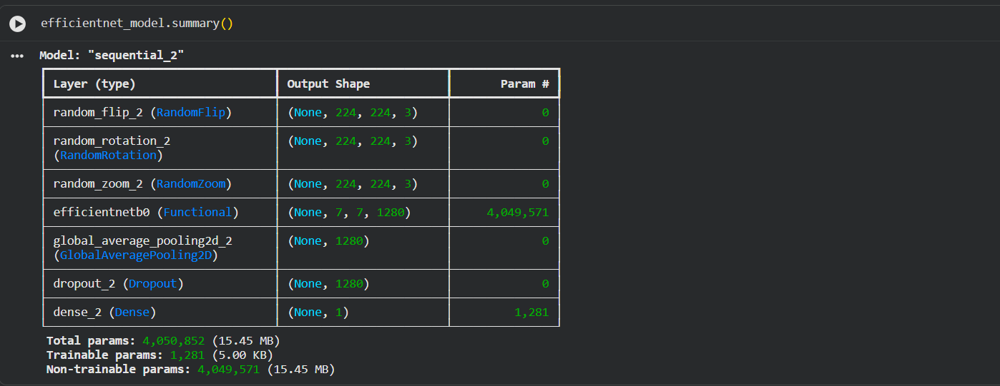 efficientnet_model.summary()
Model: "sequential_2"
Layer (type) Output Shape Param #
random_flip_2 (RandomFlip) (None, 224, 224, 3) 0
random_rotation_2 (None, 224, 224, 3) 0
(RandomRotation)
random_zoom_2 (RandomZoom) (None, 224, 224, 3) 0
efficientnetb0 (Functional) (None, 7, 7, 1280) 4,049,571
global_average_pooling2d_2 (None, 1280) 0
(GlobalAveragePooling2D)
dropout_2 (Dropout) (None, 1280) 0
dense_2 (Dense) (None, 1) 1,281
Total params: 4,050,852 (15.45 MB)
Trainable params: 1,281 (5.00 KB)
Non-trainable params: 4,049,571 (15.45 MB)